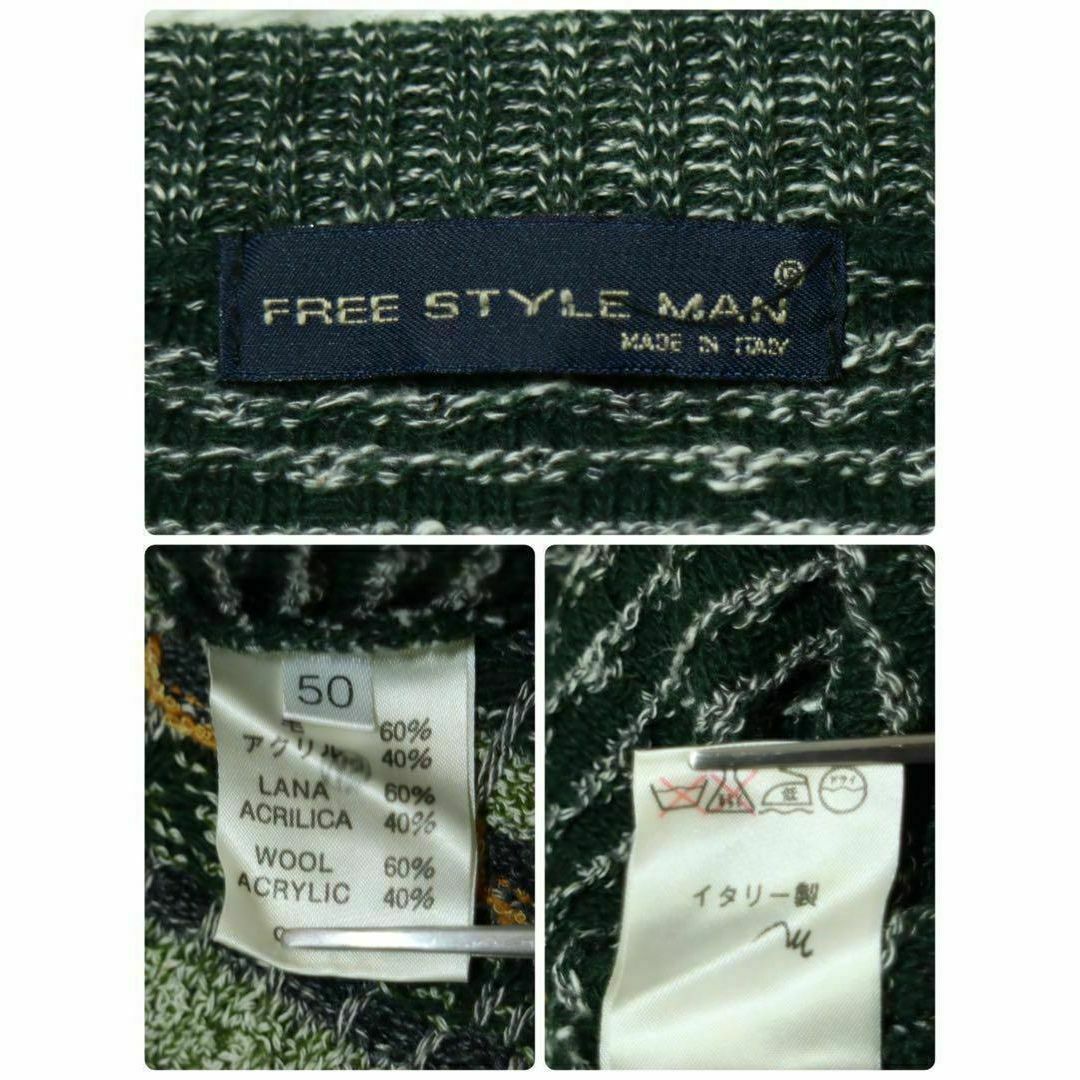 FREE STYLE MAN®
MADE IN ITALY
50
60%
アクリル 40%
LANA 60%
ACRILICA 40%
WOOL 60%
ACRYLIC 40%
低 ドライ
イタリー製